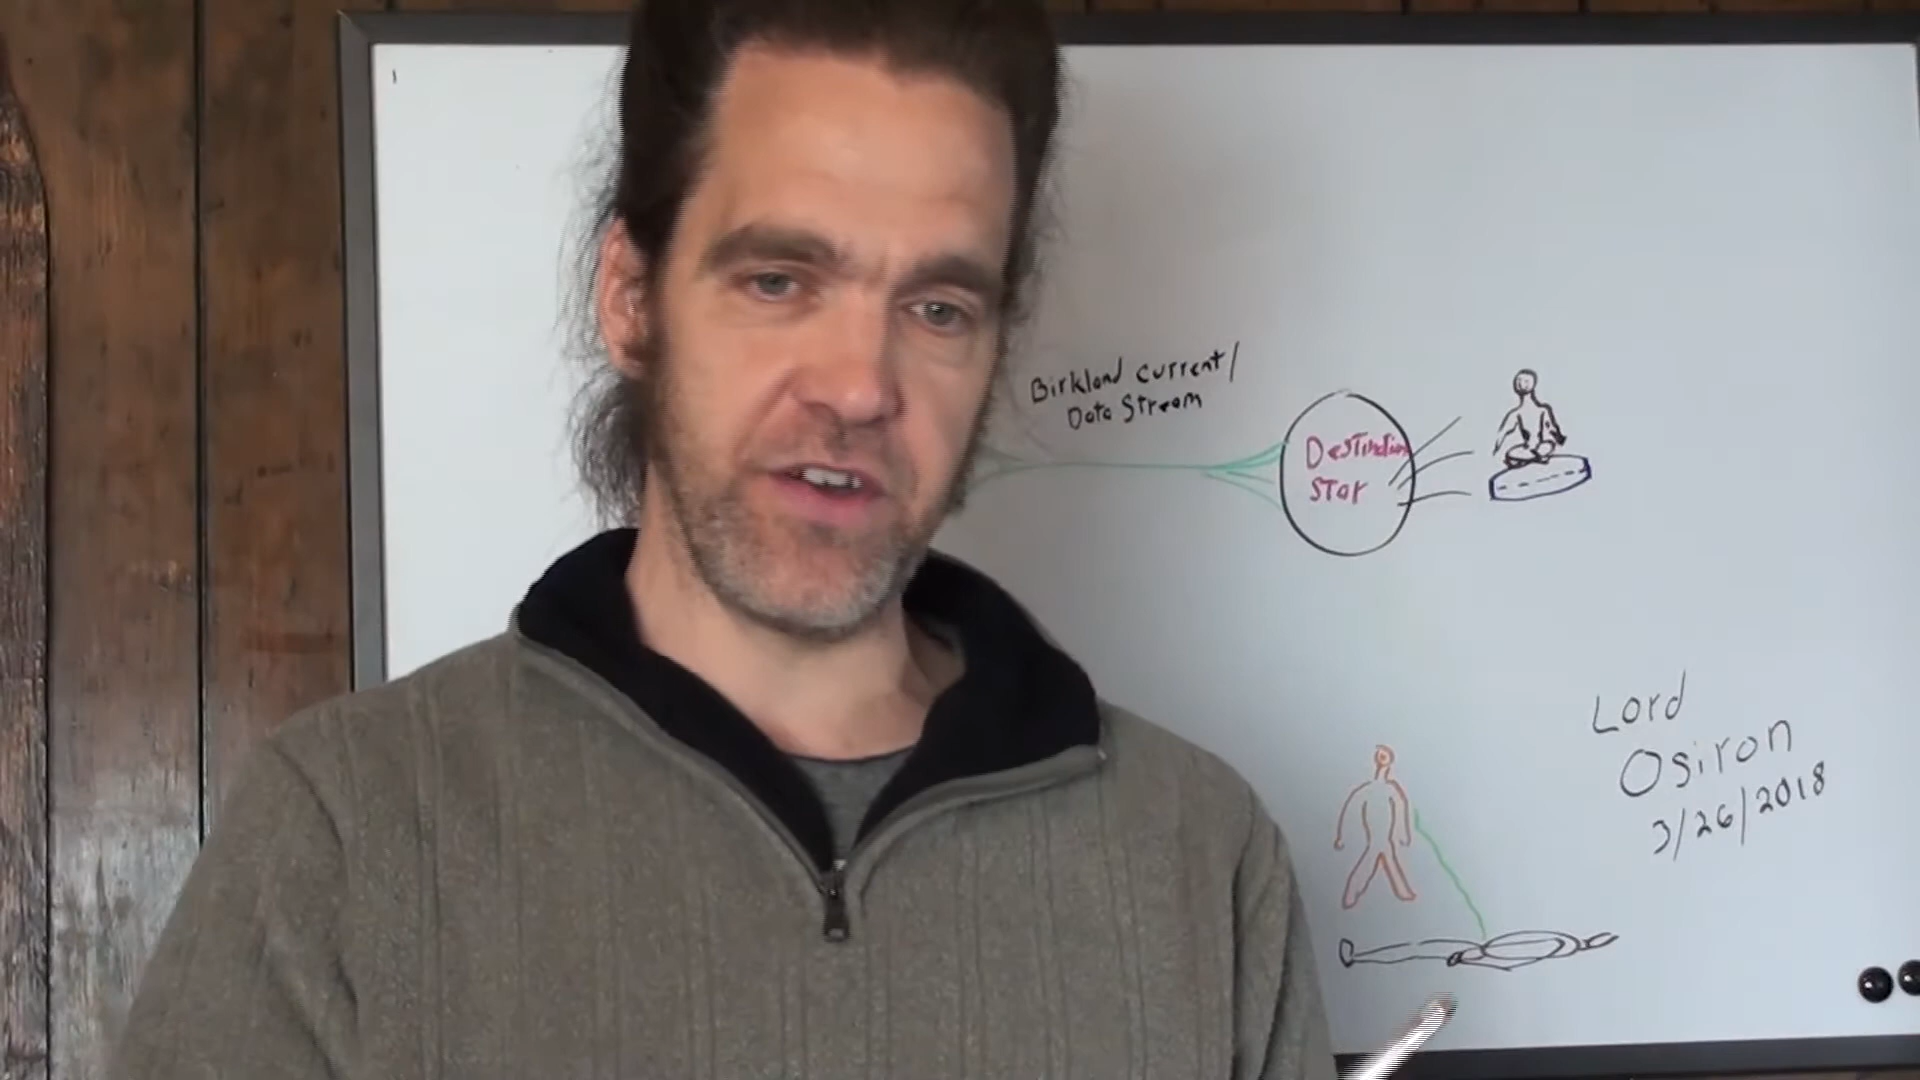 Birkland current/
Data Stream
Destination
Star
Lord
Osiron
3/26/2018